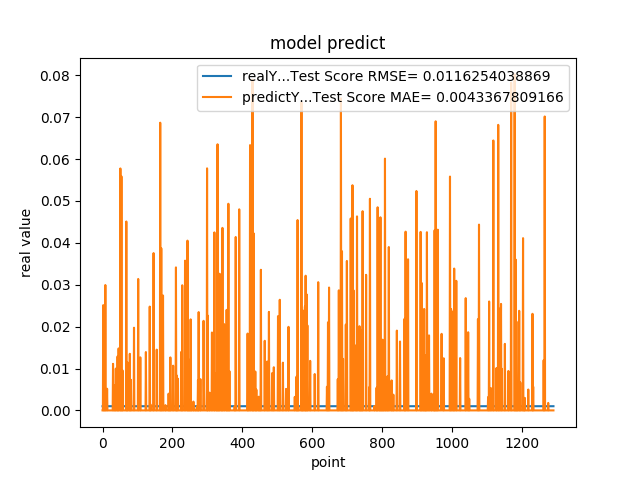 model predict
realY...Test Score RMSE= 0.0116254038869
predictY...Test Score MAE= 0.0043367809166
0.08
0.07
0.06
0.05
0.04
0.03
0.02
0.01
0.00
real value
0 200 400 600 800 1000 1200
point